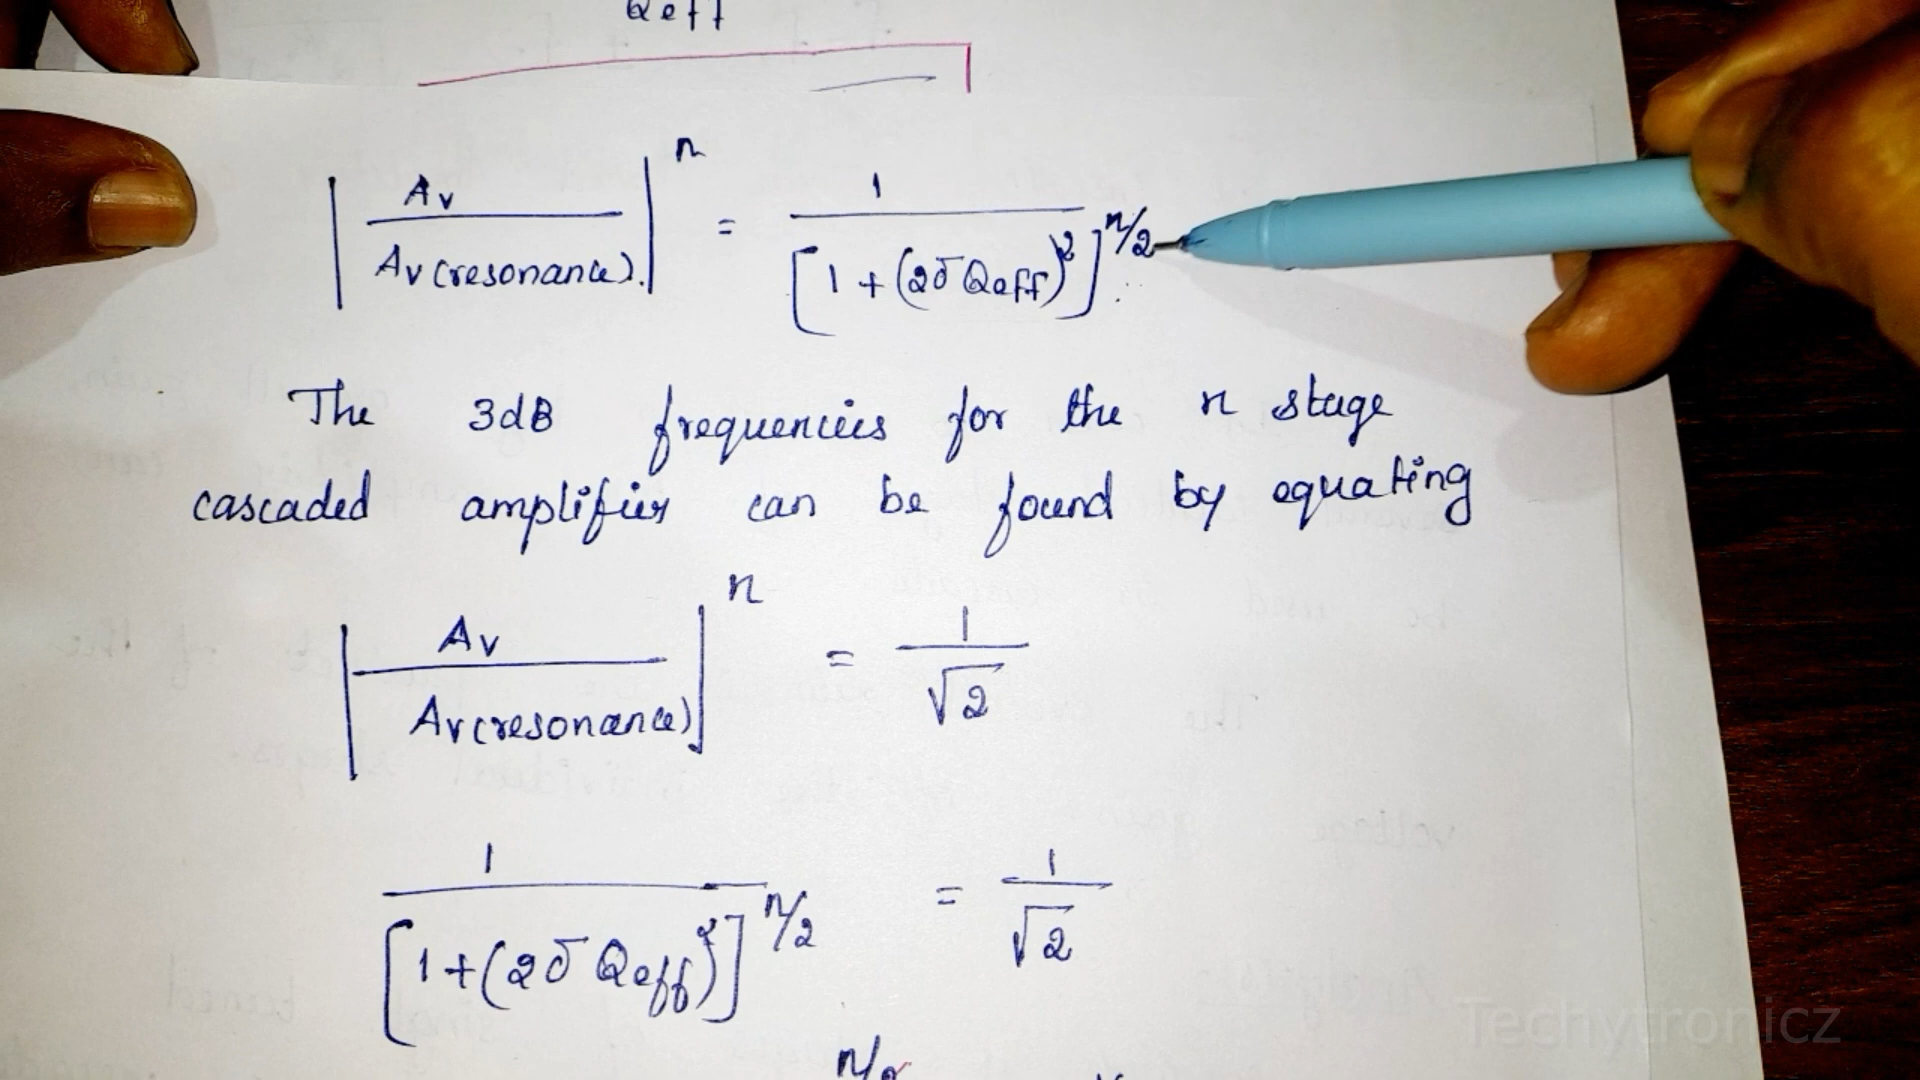 Qeff
| Av / Av(resonance). |^n = 1 / [1 + (2δ Qeff)^2]^n/2
The 3dB frequencies for the n stage
cascaded amplifier can be found by equating
| Av / Av(resonance) |^n = 1 / √2
1 / [1 + (2δ Qeff)^2]^n/2 = 1 / √2
n/2
Techytronicz